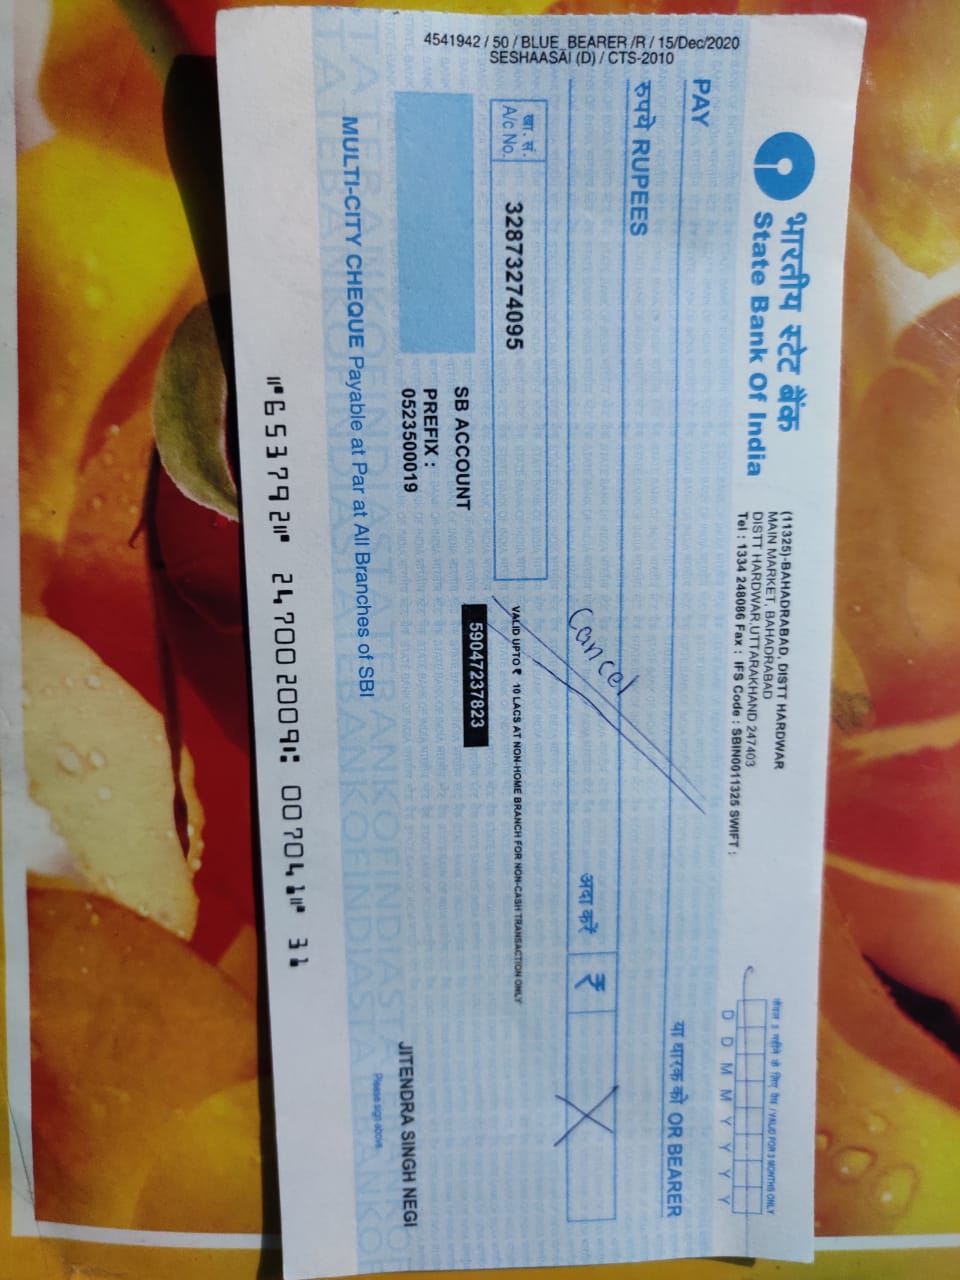 4541942 / 50 / BLUE_BEARER /R / 15/Dec/2020
SESHAASAI (D) / CTS-2010
भारतीय स्टेट बैंक
State Bank Of India
(11325)-BAHADRABAD, DISTT HARDWAR
MAIN MARKET, BAHADRABAD
DISTT HARDWAR,UTTARAKHAND 247403
Tel : 1334 248086 Fax : IFS Code : SBIN0011325 SWIFT :
VALID FOR 3 MONTHS ONLY
D D M M Y Y Y Y
PAY
या धारक को OR BEARER
रुपये RUPEES
Cancel
अदा करें ₹
खा. सं.
A/c No.
32873274095
VALID UPTO ₹ 10 LACS AT NON-HOME BRANCH FOR NON-CASH TRANSACTION ONLY
SB ACCOUNT
59047237823
PREFIX :
0523500019
JITENDRA SINGH NEGI
Please sign above
MULTI-CITY CHEQUE Payable at Par at All Branches of SBI
⑈653792⑈ 247002009⑆ 007041⑈ 31